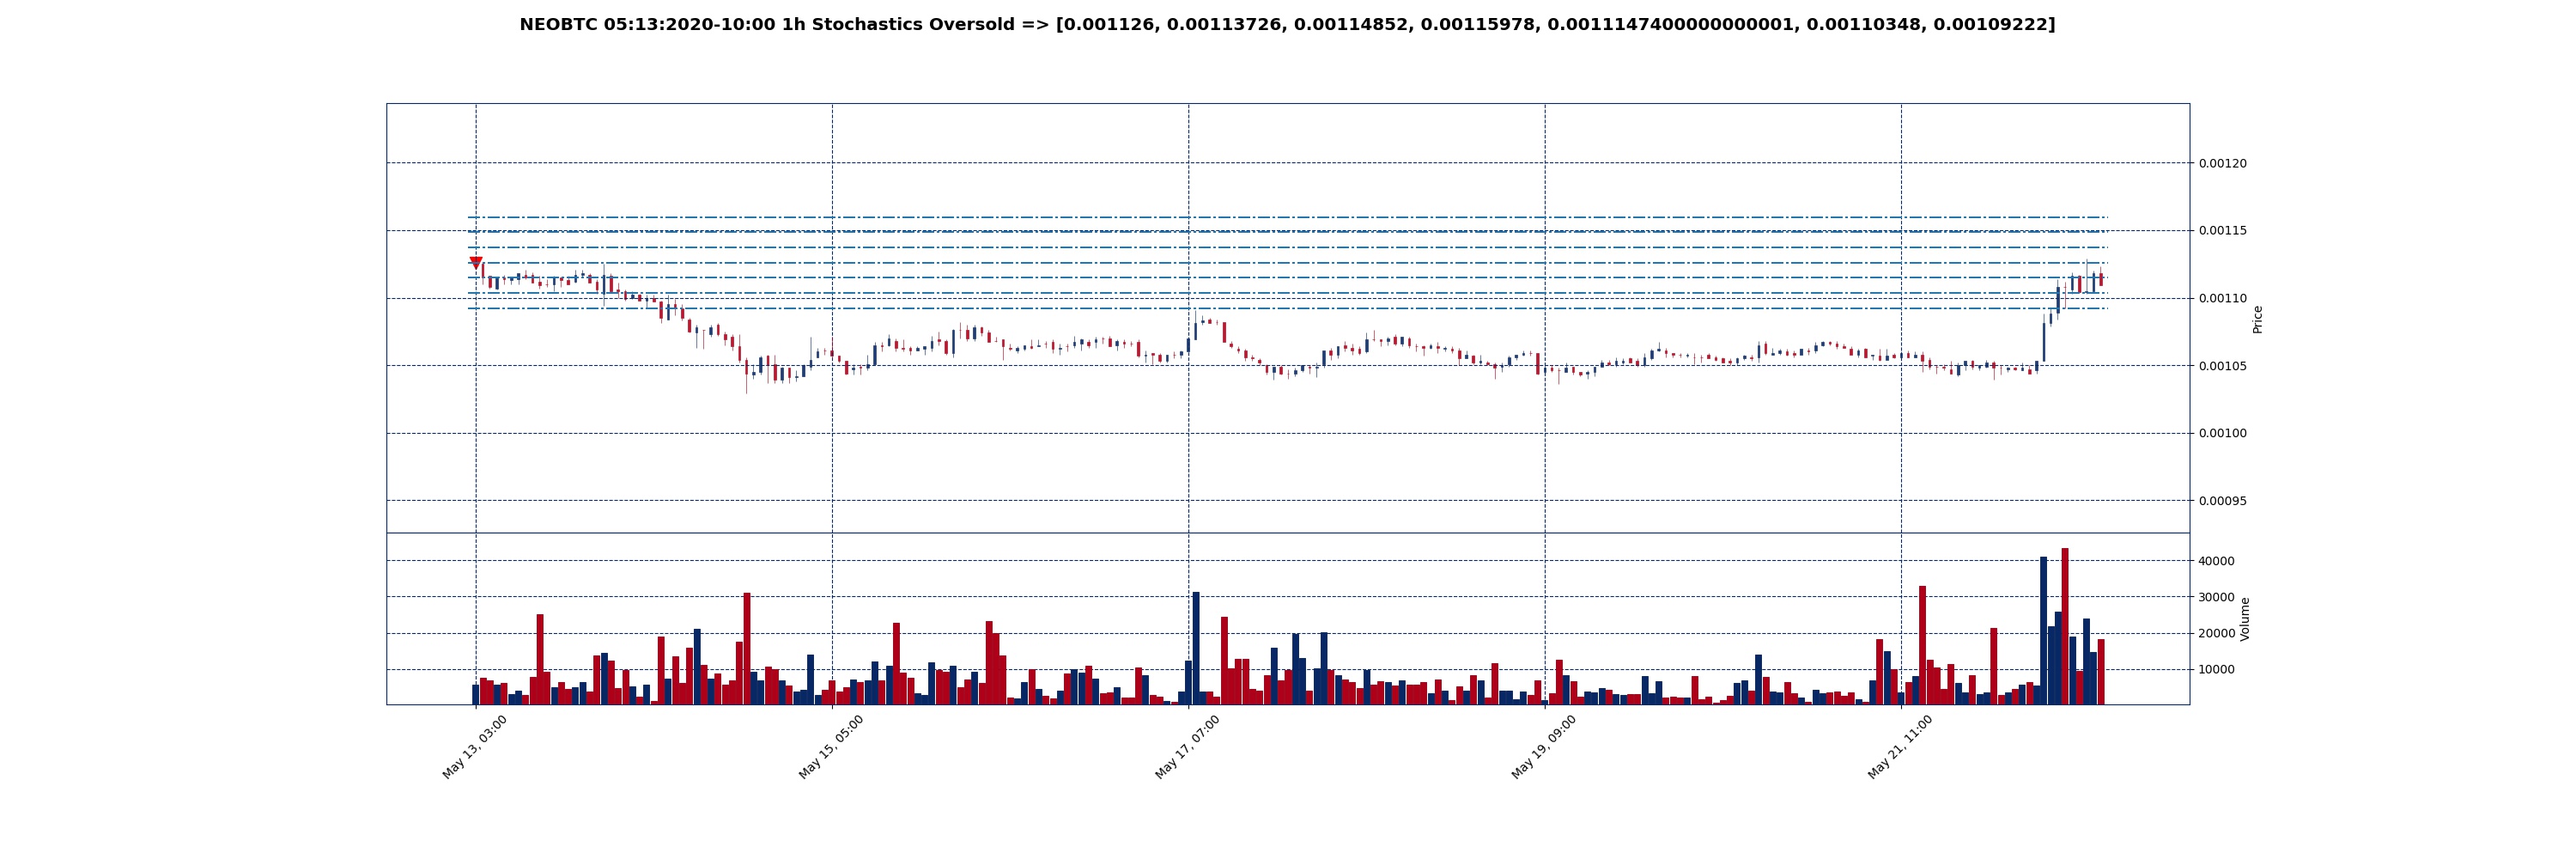 NEOBTC 05:13:2020-10:00 1h Stochastics Oversold => [0.001126, 0.00113726, 0.00114852, 0.00115978, 0.0011147400000000001, 0.00110348, 0.00109222]
0.00120
0.00115
0.00110
0.00105
0.00100
0.00095
Price
40000
30000
20000
10000
Volume
May 13, 03:00
May 15, 05:00
May 17, 07:00
May 19, 09:00
May 21, 11:00